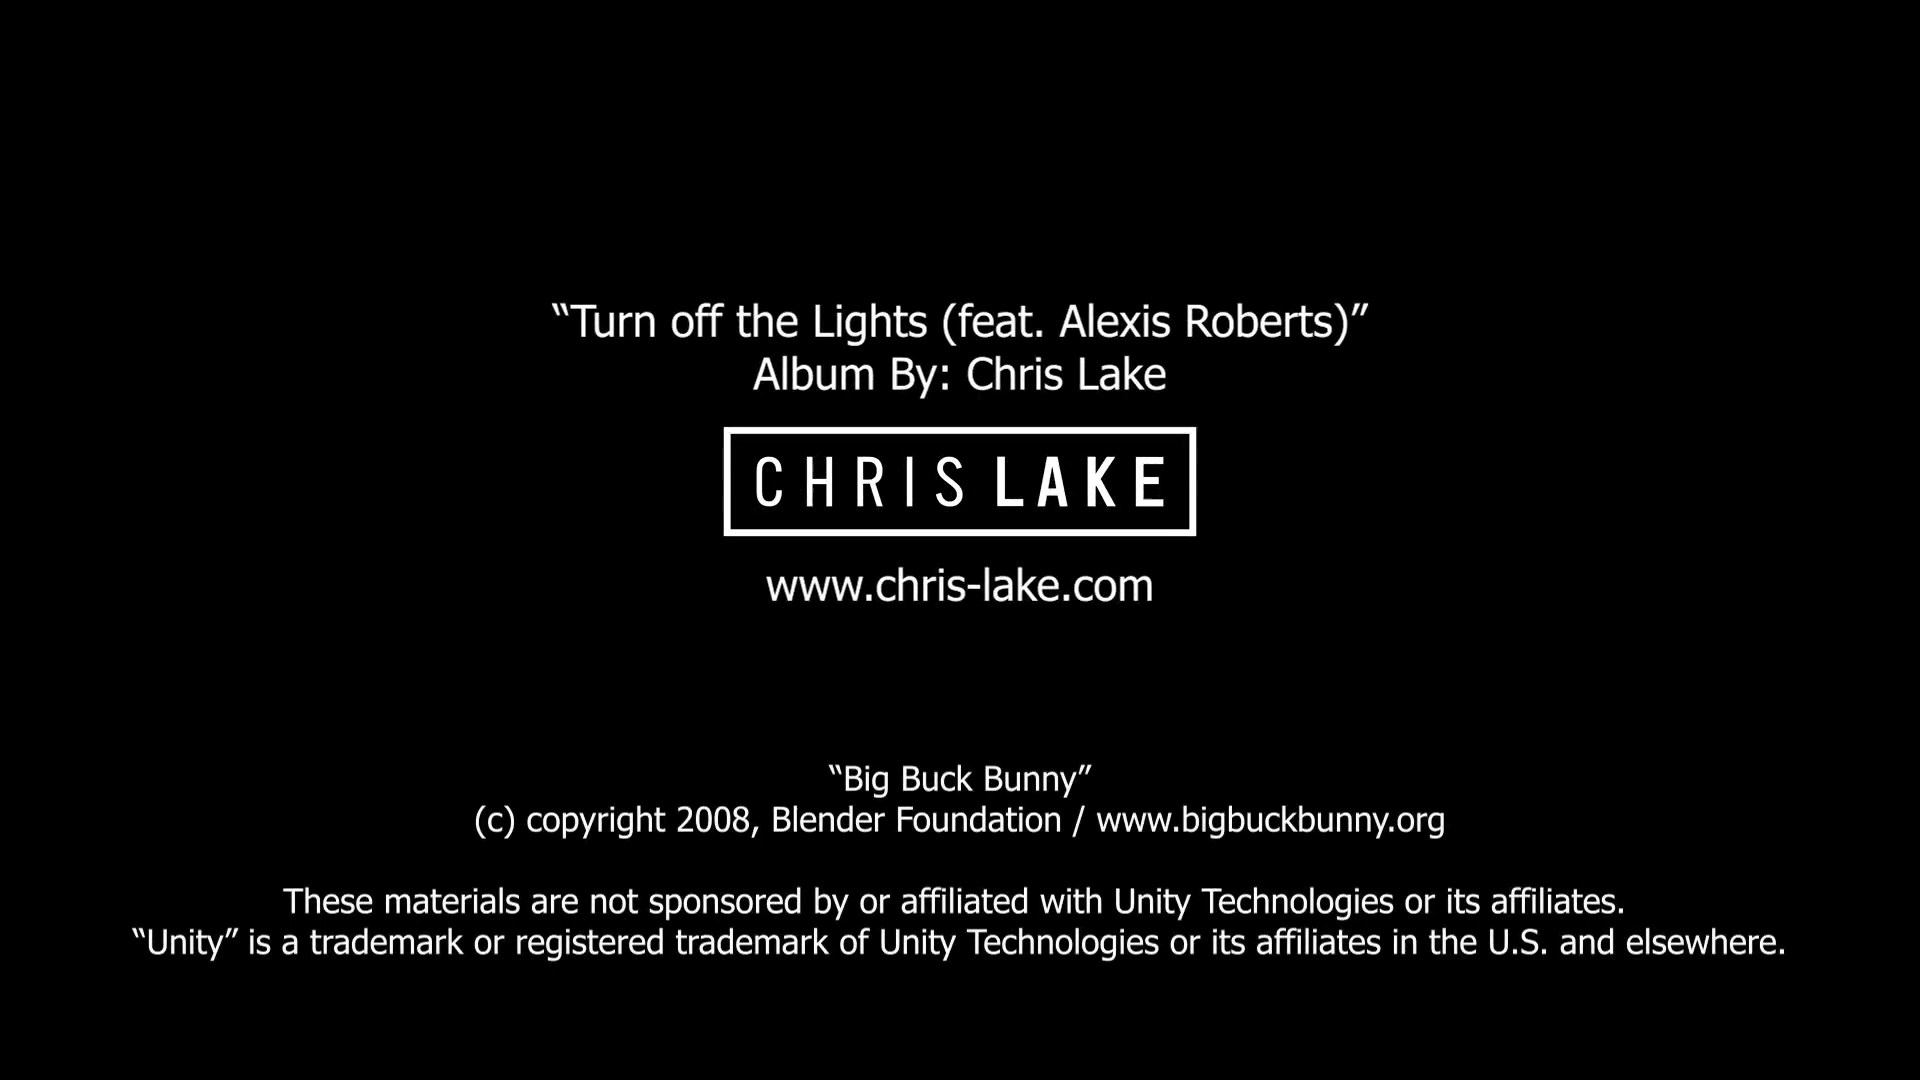 “Turn off the Lights (feat. Alexis Roberts)”
Album By: Chris Lake
CHRIS LAKE
www.chris-lake.com
“Big Buck Bunny”
(c) copyright 2008, Blender Foundation / www.bigbuckbunny.org
These materials are not sponsored by or affiliated with Unity Technologies or its affiliates.
“Unity” is a trademark or registered trademark of Unity Technologies or its affiliates in the U.S. and elsewhere.